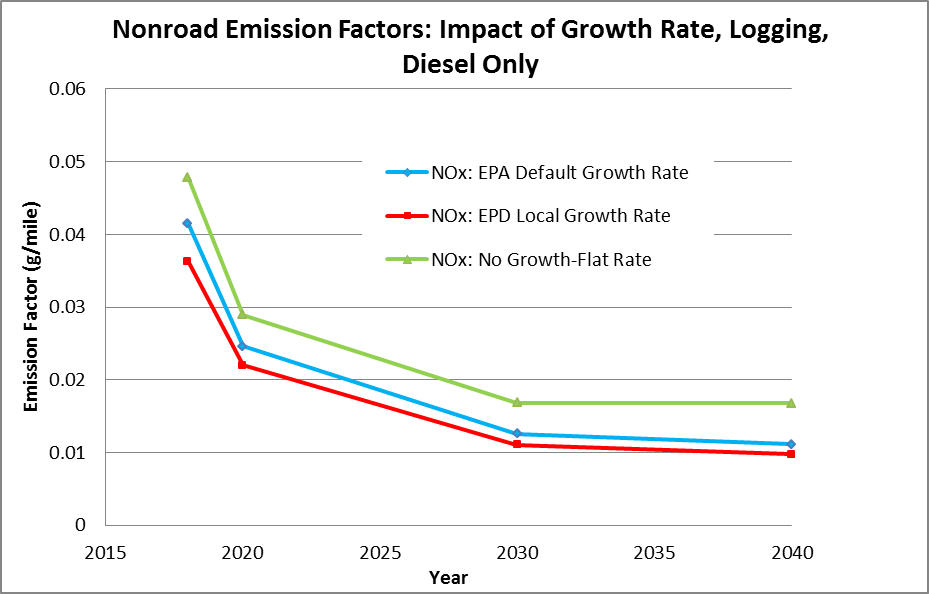 Nonroad Emission Factors: Impact of Growth Rate, Logging,
Diesel Only
0.06
0.05
0.04
0.03
0.02
0.01
0
Emission Factor (g/mile)
NOx: EPA Default Growth Rate
NOx: EPD Local Growth Rate
NOx: No Growth-Flat Rate
2015 2020 2025 2030 2035 2040
Year